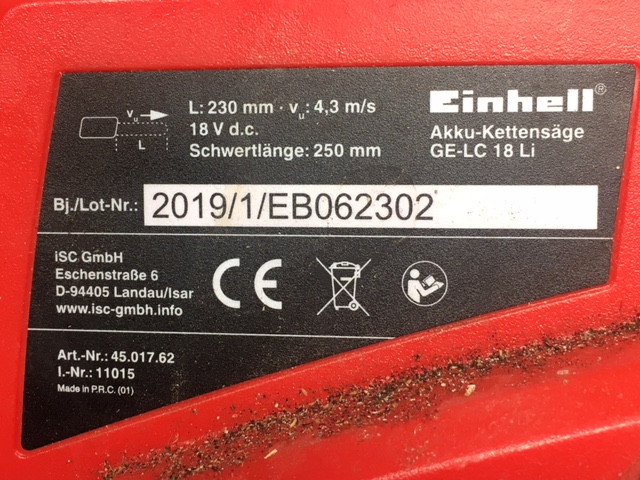 L: 230 mm · vu: 4,3 m/s
18 V d.c.
Schwertlänge: 250 mm
vu
L
Einhell®
Akku-Kettensäge
GE-LC 18 Li
Bj./Lot-Nr.: 2019/1/EB062302
iSC GmbH
Eschenstraße 6
D-94405 Landau/Isar
www.isc-gmbh.info
CE
Art.-Nr.: 45.017.62
I.-Nr.: 11015
Made in P.R.C. (01)